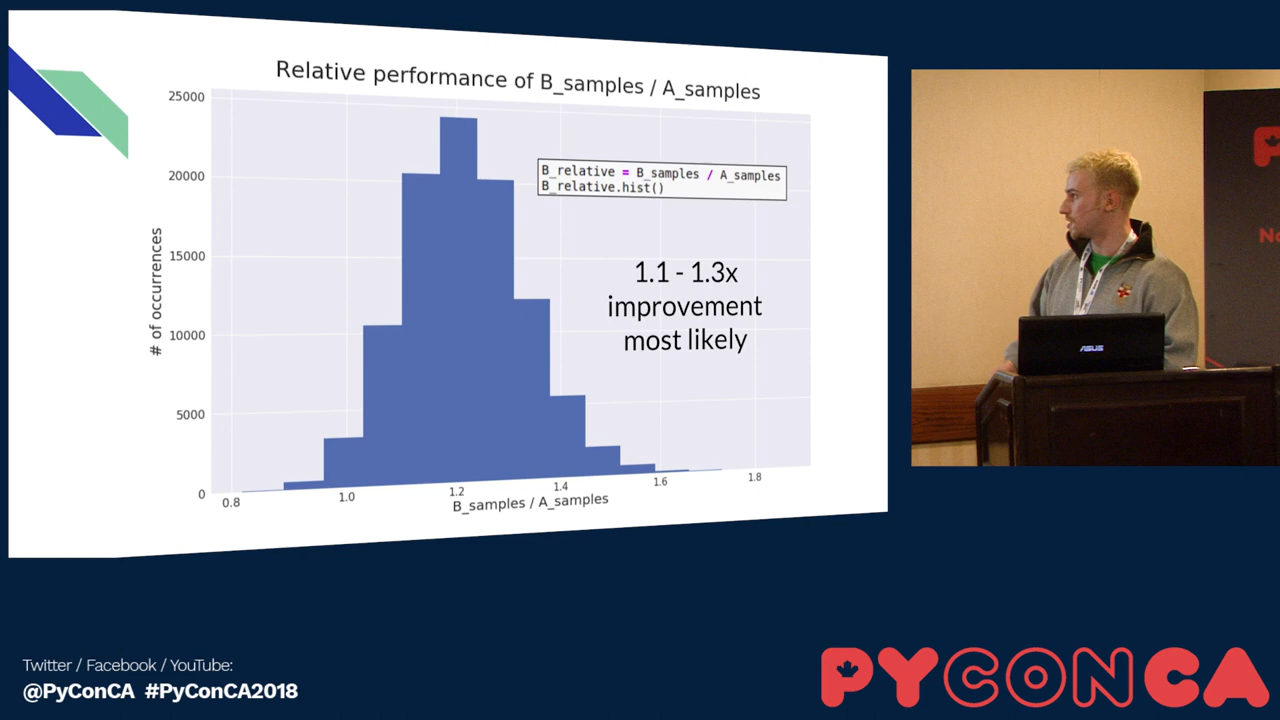 Relative performance of B_samples / A_samples
25000
20000
15000
10000
5000
0
# of occurrences
B_relative = B_samples / A_samples
B_relative.hist()
1.1 - 1.3x
improvement
most likely
0.8
1.0
1.2
1.4
1.6
1.8
B_samples / A_samples
ASUS
Twitter / Facebook / YouTube:
@PyConCA #PyConCA2018
PYCONCA